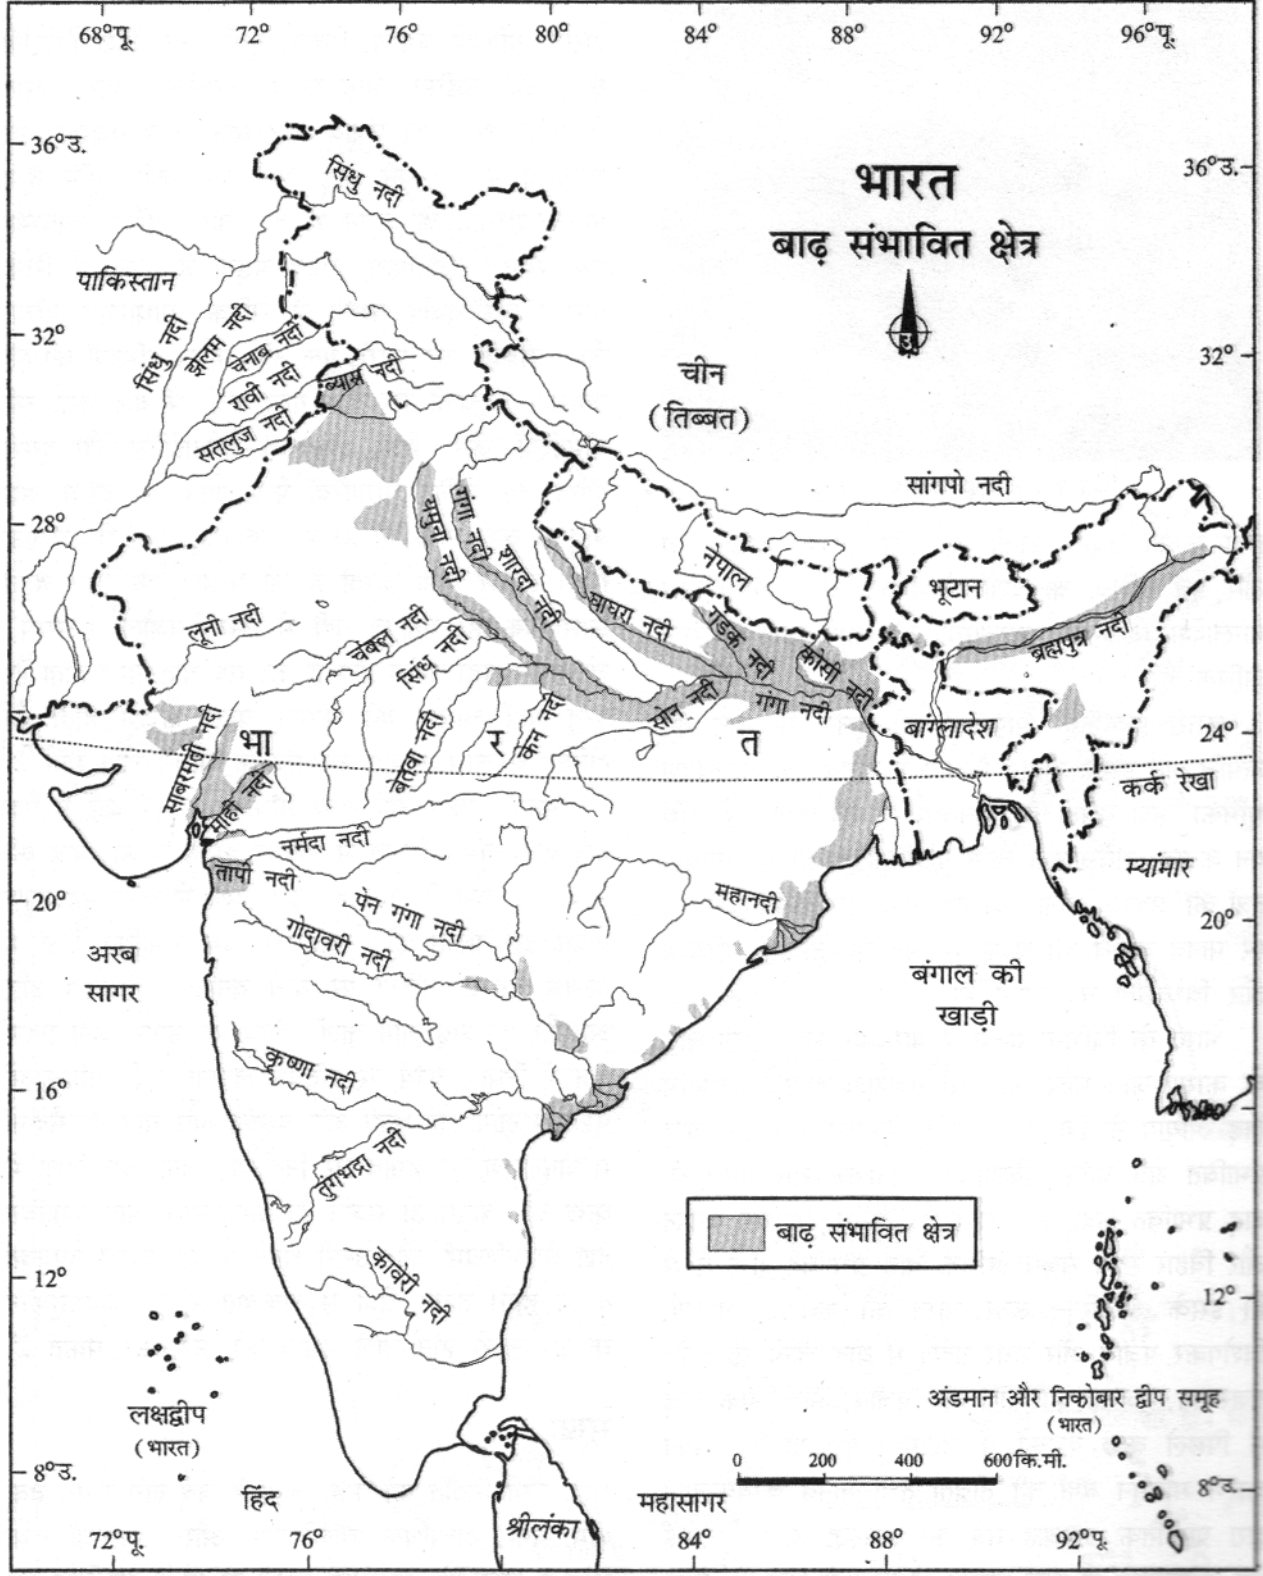 68°पू.
72°
76°
80°
84°
88°
92°
96°पू.
36°उ.
36°उ.
भारत
बाढ़ संभावित क्षेत्र
सिंधु नदी
पाकिस्तान
32°
32°
सिंधु नदी
झेलम नदी
चेनाब नदी
रावी नदी
ब्यास नदी
सतलुज नदी
चीन
(तिब्बत)
सांगपो नदी
28°
यमुना नदी
गंगा नदी
शारदा नदी
नेपाल
भूटान
घाघरा नदी
गंडक नदी
कोसी नदी
ब्रह्मपुत्र नदी
लूनी नदी
चंबल नदी
सिंध नदी
बेतवा नदी
केन नदी
सोन नदी
गंगा नदी
बांग्लादेश
24°
भा
र
त
साबरमती नदी
माही नदी
कर्क रेखा
नर्मदा नदी
तापी नदी
म्यांमार
20°
20°
पेन गंगा नदी
गोदावरी नदी
महानदी
अरब
सागर
बंगाल की
खाड़ी
16°
कृष्णा नदी
तुंगभद्रा नदी
बाढ़ संभावित क्षेत्र
कावेरी नदी
12°
12°
लक्षद्वीप
(भारत)
अंडमान और निकोबार द्वीप समूह
(भारत)
0 200 400 600 कि.मी.
8°उ.
8°उ.
हिंद
महासागर
श्रीलंका
72°पू.
76°
84°
88°
92°पू.